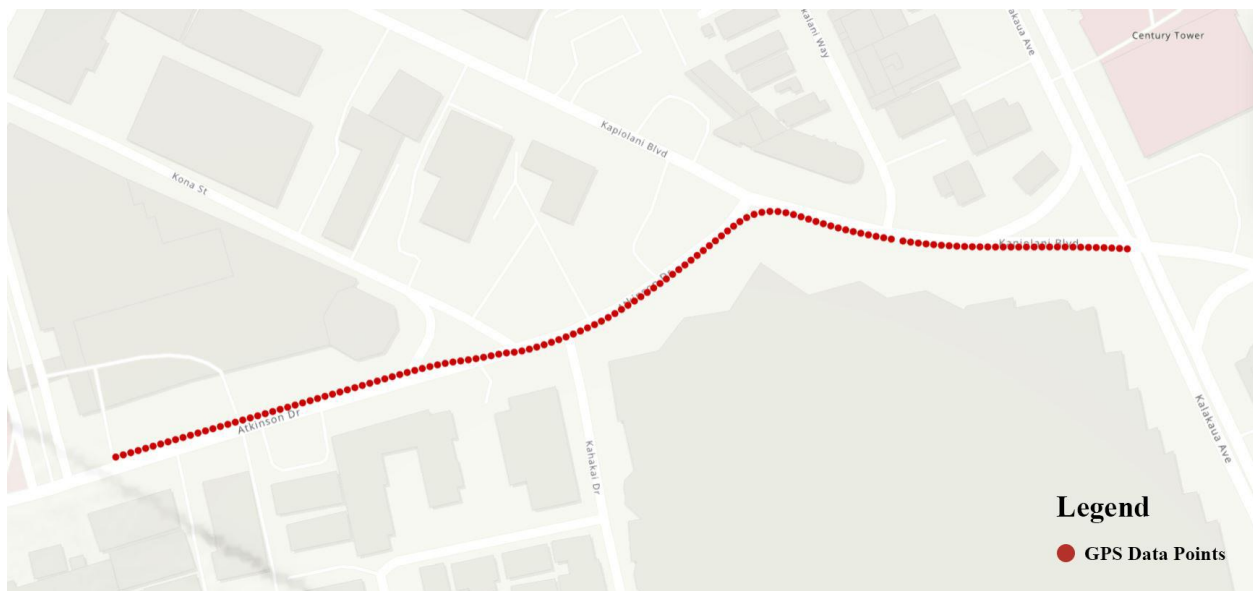 Century Tower
kalani Way
lakaua Ave
Kapiolani Blvd
Kona St
Kapiolani Blvd
Atkinson Dr
Kahakai Dr
Kalakaua Ave
Legend
GPS Data Points